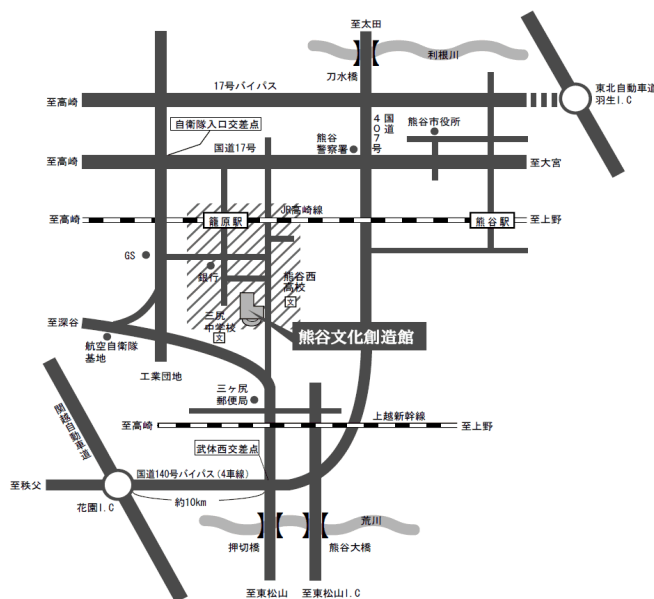 至太田
利根川
刀水橋
17号バイパス
至高崎
東北自動車道
羽生I.C
自衛隊入口交差点
国道407号
熊谷市役所
熊谷
警察署
至高崎
国道17号
至大宮
JR高崎線
至高崎
籠原駅
熊谷駅
至上野
GS
銀行
熊谷西
高校
文
三尻
中学校
文
熊谷文化創造館
至深谷
航空自衛隊
基地
工業団地
三ヶ尻
郵便局
関越自動車道
上越新幹線
至高崎
至上野
武体西交差点
国道140号バイパス(4車線)
至秩父
約10km
花園I.C
荒川
押切橋
熊谷大橋
至東松山
至東松山I.C